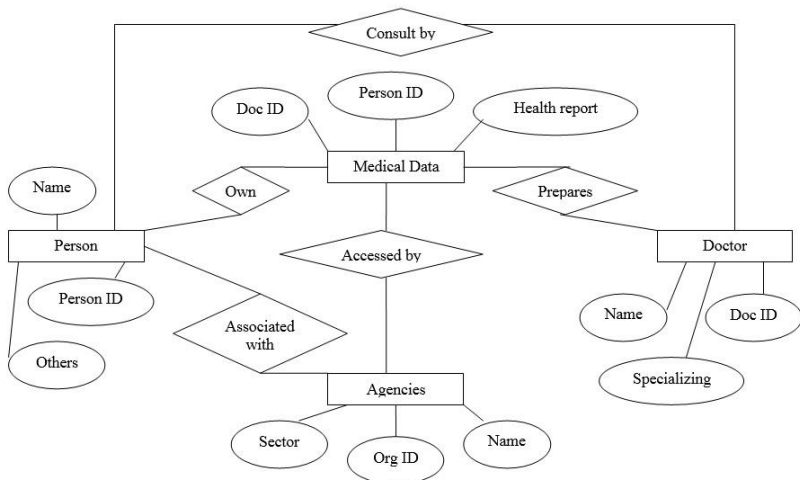 Consult by
Person ID
Doc ID
Health report
Medical Data
Name
Own
Prepares
Person
Accessed by
Doctor
Person ID
Name
Doc ID
Associated
with
Others
Specializing
Agencies
Sector
Name
Org ID